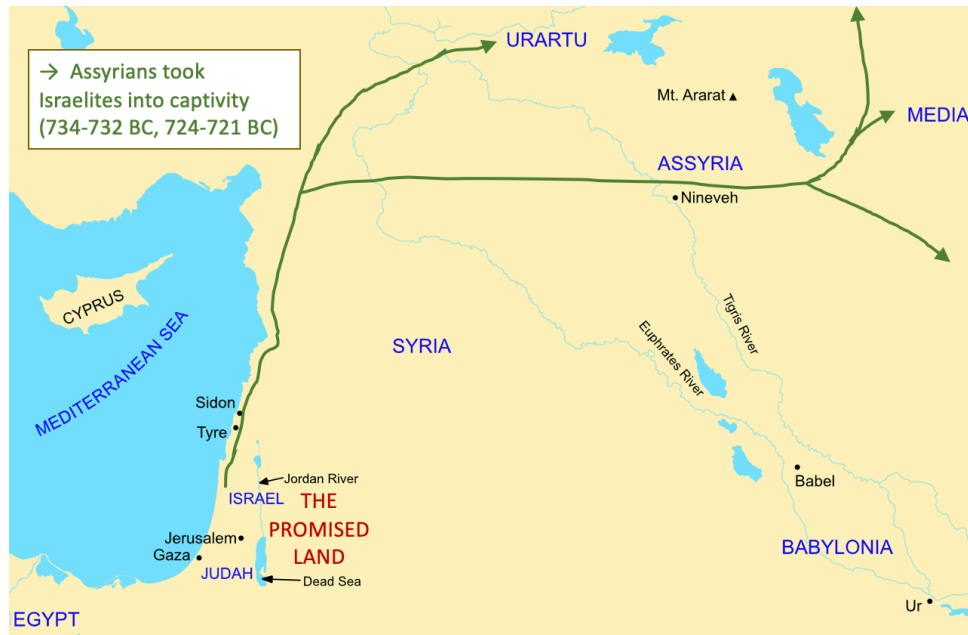 → Assyrians took
Israelites into captivity
(734-732 BC, 724-721 BC)
URARTU
Mt. Ararat ▲
MEDIA
ASSYRIA
Nineveh
CYPRUS
MEDITERRANEAN SEA
SYRIA
Tigris River
Euphrates River
Sidon
Tyre
Jordan River
ISRAEL
THE
PROMISED
LAND
Jerusalem
Gaza
JUDAH
Dead Sea
Babel
BABYLONIA
Ur
EGYPT